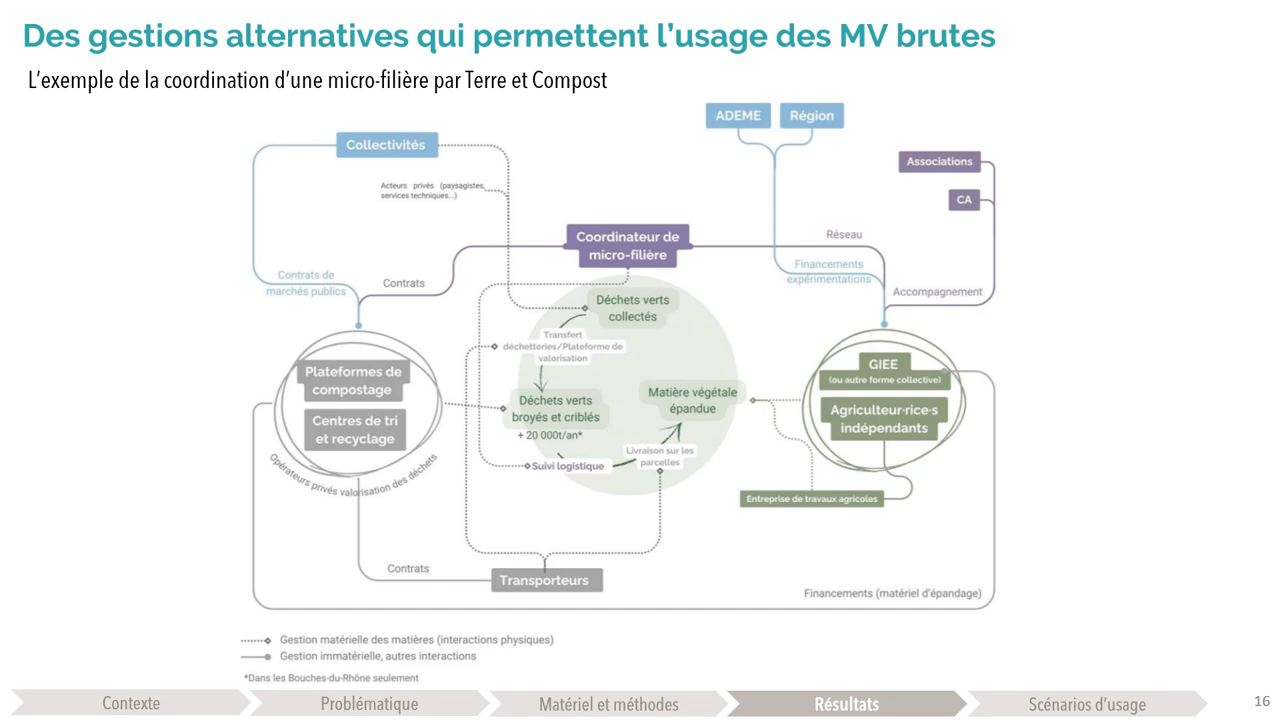 Des gestions alternatives qui permettent l'usage des MV brutes
L'exemple de la coordination d'une micro-filière par Terre et Compost
ADEME
Région
Collectivités
Associations
Acteurs privés (paysagistes,
services techniques...)
CA
Coordinateur de
micro-filière
Réseau
Contrats de
marchés publics
Contrats
Financements
expérimentations
Accompagnement
Déchets verts
collectés
Transfert
déchetteries/Plateforme de
valorisation
Plateformes de
compostage
Centres de tri
et recyclage
Opérateurs privés valorisation des déchets
Déchets verts
broyés et criblés
+ 20 000t/an*
Matière végétale
épandue
GIEE
(ou autre forme collective)
Agriculteur·rice·s
indépendants
Suivi logistique
Livraison sur les
parcelles
Entreprise de travaux agricoles
Contrats
Transporteurs
Financements (matériel d'épandage)
Gestion matérielle des matières (interactions physiques)
Gestion immatérielle, autres interactions
*Dans les Bouches-du-Rhône seulement
Contexte
Problématique
Matériel et méthodes
Résultats
Scénarios d'usage
16